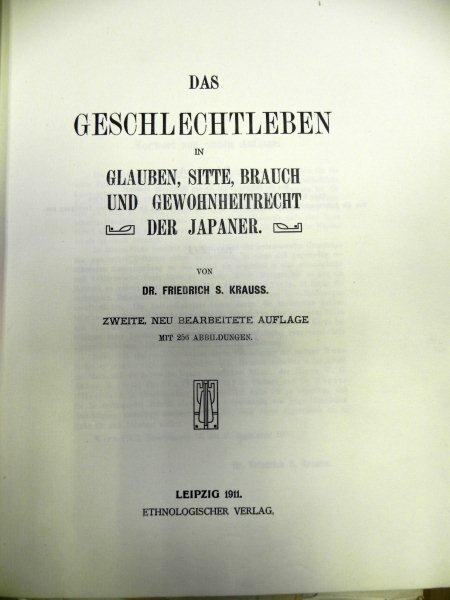 DAS
GESCHLECHTLEBEN
IN
GLAUBEN, SITTE, BRAUCH
UND GEWOHNHEITRECHT
DER JAPANER.
VON
DR. FRIEDRICH S. KRAUSS.
ZWEITE, NEU BEARBEITETE AUFLAGE
MIT 256 ABBILDUNGEN.
LEIPZIG 1911.
ETHNOLOGISCHER VERLAG.